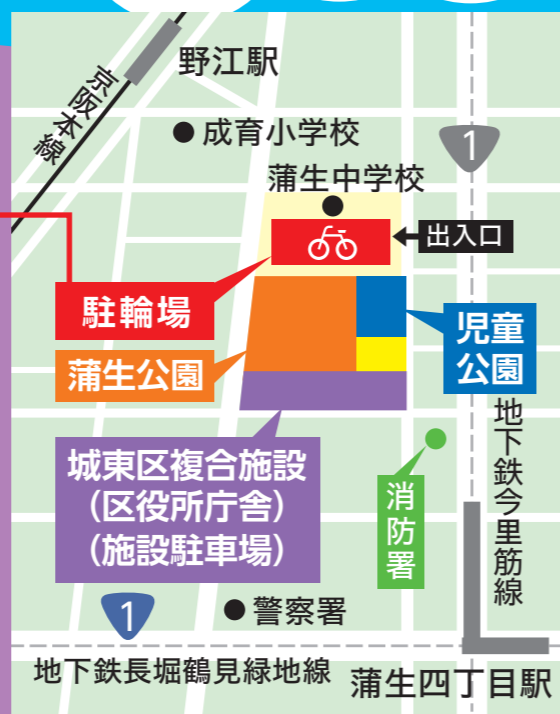 野江駅
京阪本線
成育小学校
1
蒲生中学校
出入口
駐輪場
蒲生公園
児童
公園
城東区複合施設
（区役所庁舎）
（施設駐車場）
消防署
地下鉄今里筋線
1
警察署
地下鉄長堀鶴見緑地線
蒲生四丁目駅